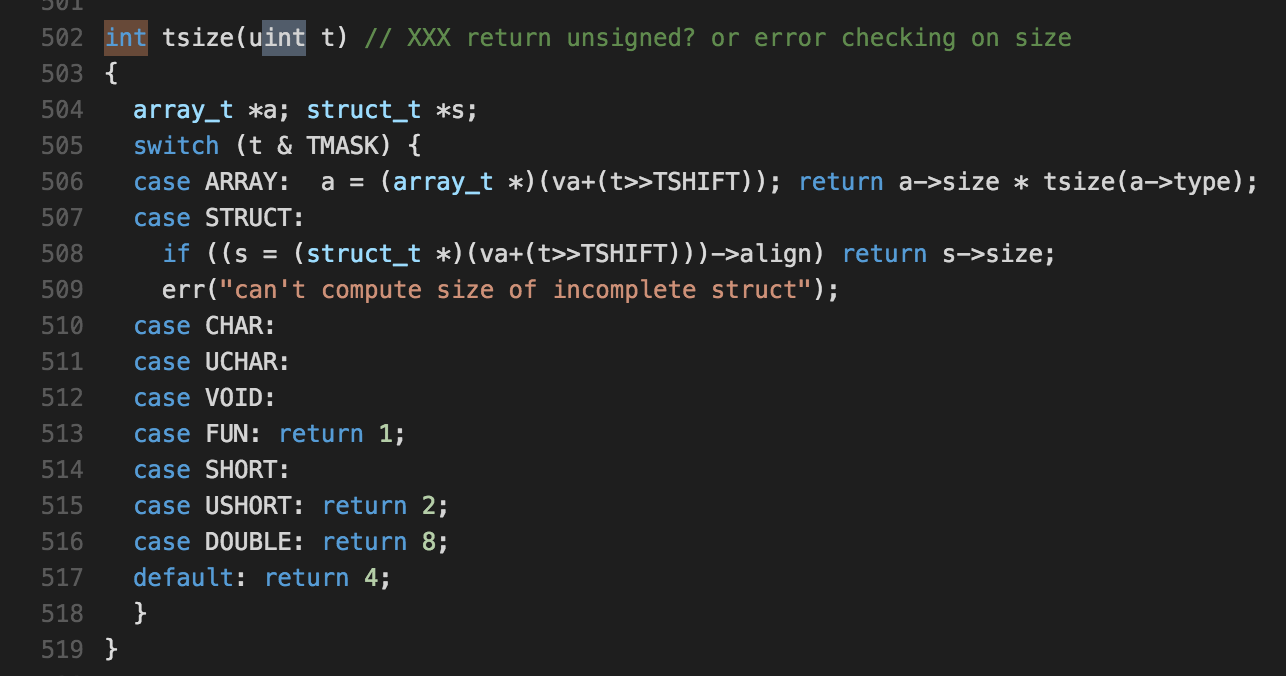 501
502 int tsize(uint t) // XXX return unsigned? or error checking on size
503 {
504   array_t *a; struct_t *s;
505   switch (t & TMASK) {
506   case ARRAY:  a = (array_t *)(va+(t>>TSHIFT)); return a->size * tsize(a->type);
507   case STRUCT:
508     if ((s = (struct_t *)(va+(t>>TSHIFT)))->align) return s->size;
509     err("can't compute size of incomplete struct");
510   case CHAR:
511   case UCHAR:
512   case VOID:
513   case FUN: return 1;
514   case SHORT:
515   case USHORT: return 2;
516   case DOUBLE: return 8;
517   default: return 4;
518   }
519 }